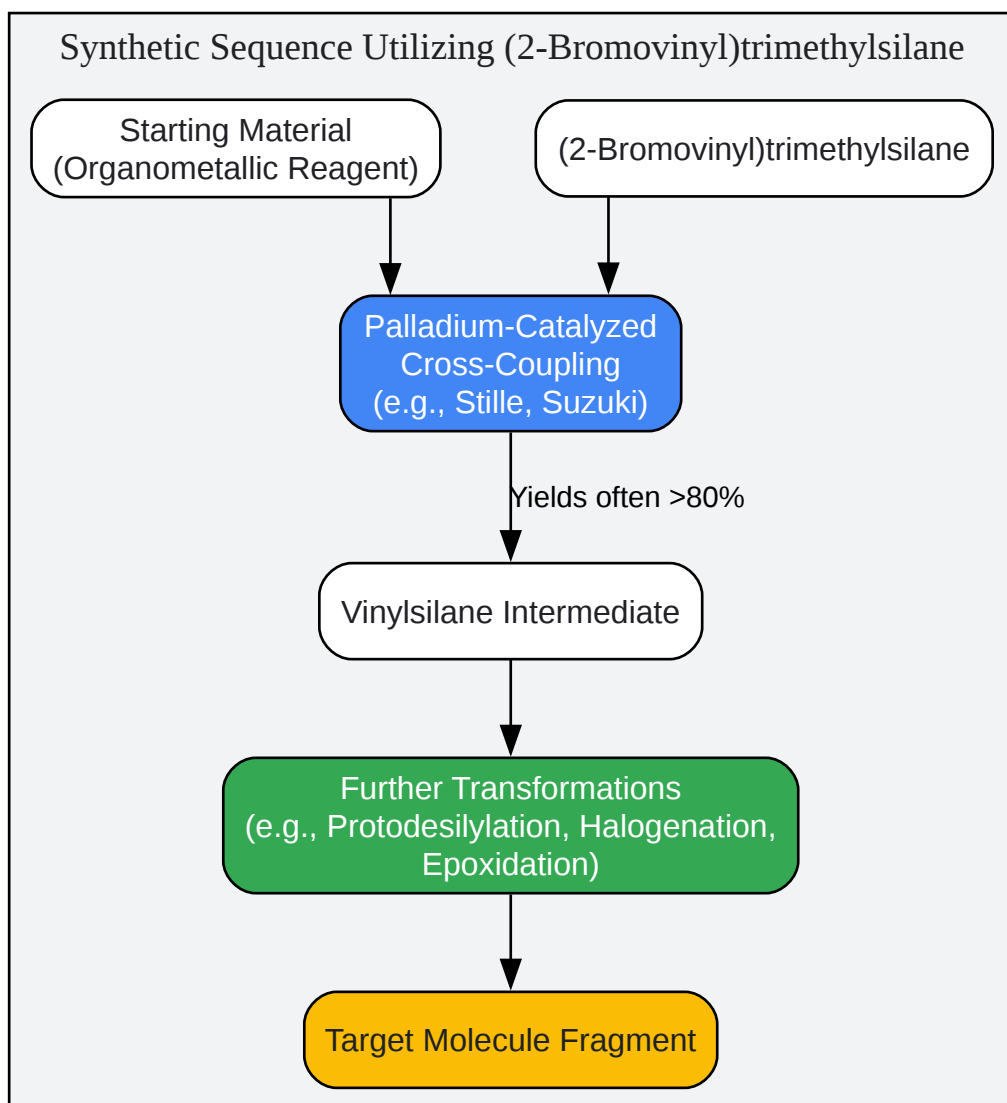 Synthetic Sequence Utilizing (2-Bromovinyl)trimethylsilane
Starting Material
(Organometallic Reagent)
(2-Bromovinyl)trimethylsilane
Palladium-Catalyzed
Cross-Coupling
(e.g., Stille, Suzuki)
Yields often >80%
Vinylsilane Intermediate
Further Transformations
(e.g., Protodesilylation, Halogenation,
Epoxidation)
Target Molecule Fragment